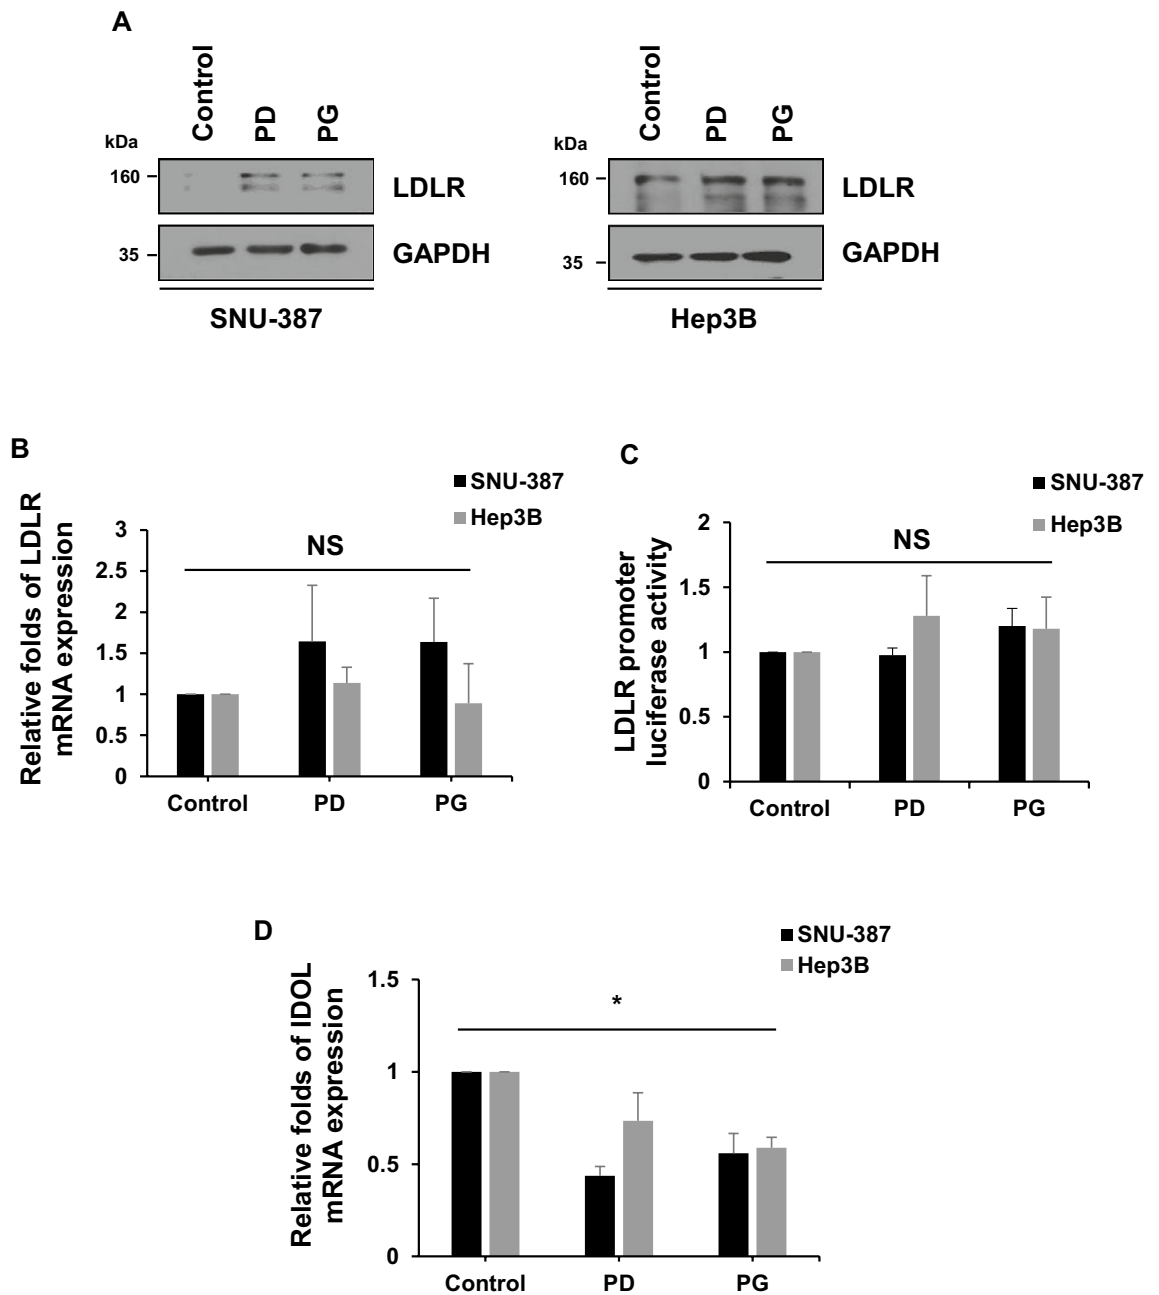 A
Control
PD
PG
kDa
160
LDLR
35
GAPDH
SNU-387
Control
PD
PG
kDa
160
LDLR
35
GAPDH
Hep3B
B
SNU-387
Hep3B
Relative folds of LDLR
mRNA expression
3
2.5
2
1.5
1
0.5
0
NS
Control PD PG
C
SNU-387
Hep3B
LDLR promoter
luciferase activity
2
1.5
1
0.5
0
NS
Control PD PG
D
SNU-387
Hep3B
Relative folds of IDOL
mRNA expression
1.5
1
0.5
0
*
Control PD PG